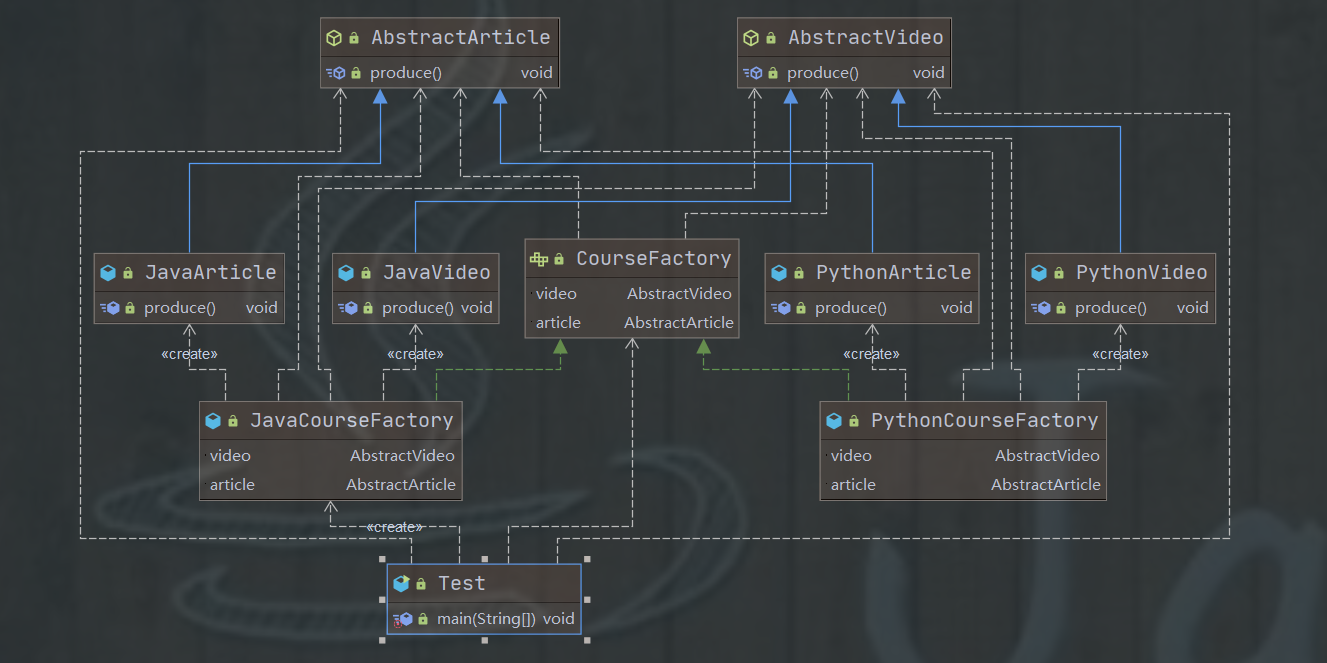 AbstractArticle
produce() void
AbstractVideo
produce() void
JavaArticle
produce() void
JavaVideo
produce() void
CourseFactory
video AbstractVideo
article AbstractArticle
PythonArticle
produce() void
PythonVideo
produce() void
«create»
«create»
«create»
«create»
JavaCourseFactory
video AbstractVideo
article AbstractArticle
PythonCourseFactory
video AbstractVideo
article AbstractArticle
«create»
Test
main(String[]) void